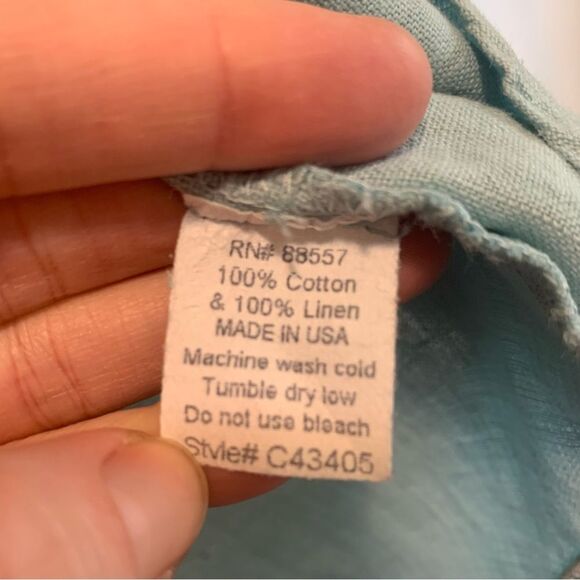 RN# 88557
100% Cotton
& 100% Linen
MADE IN USA
Machine wash cold
Tumble dry low
Do not use bleach
Style# C43405